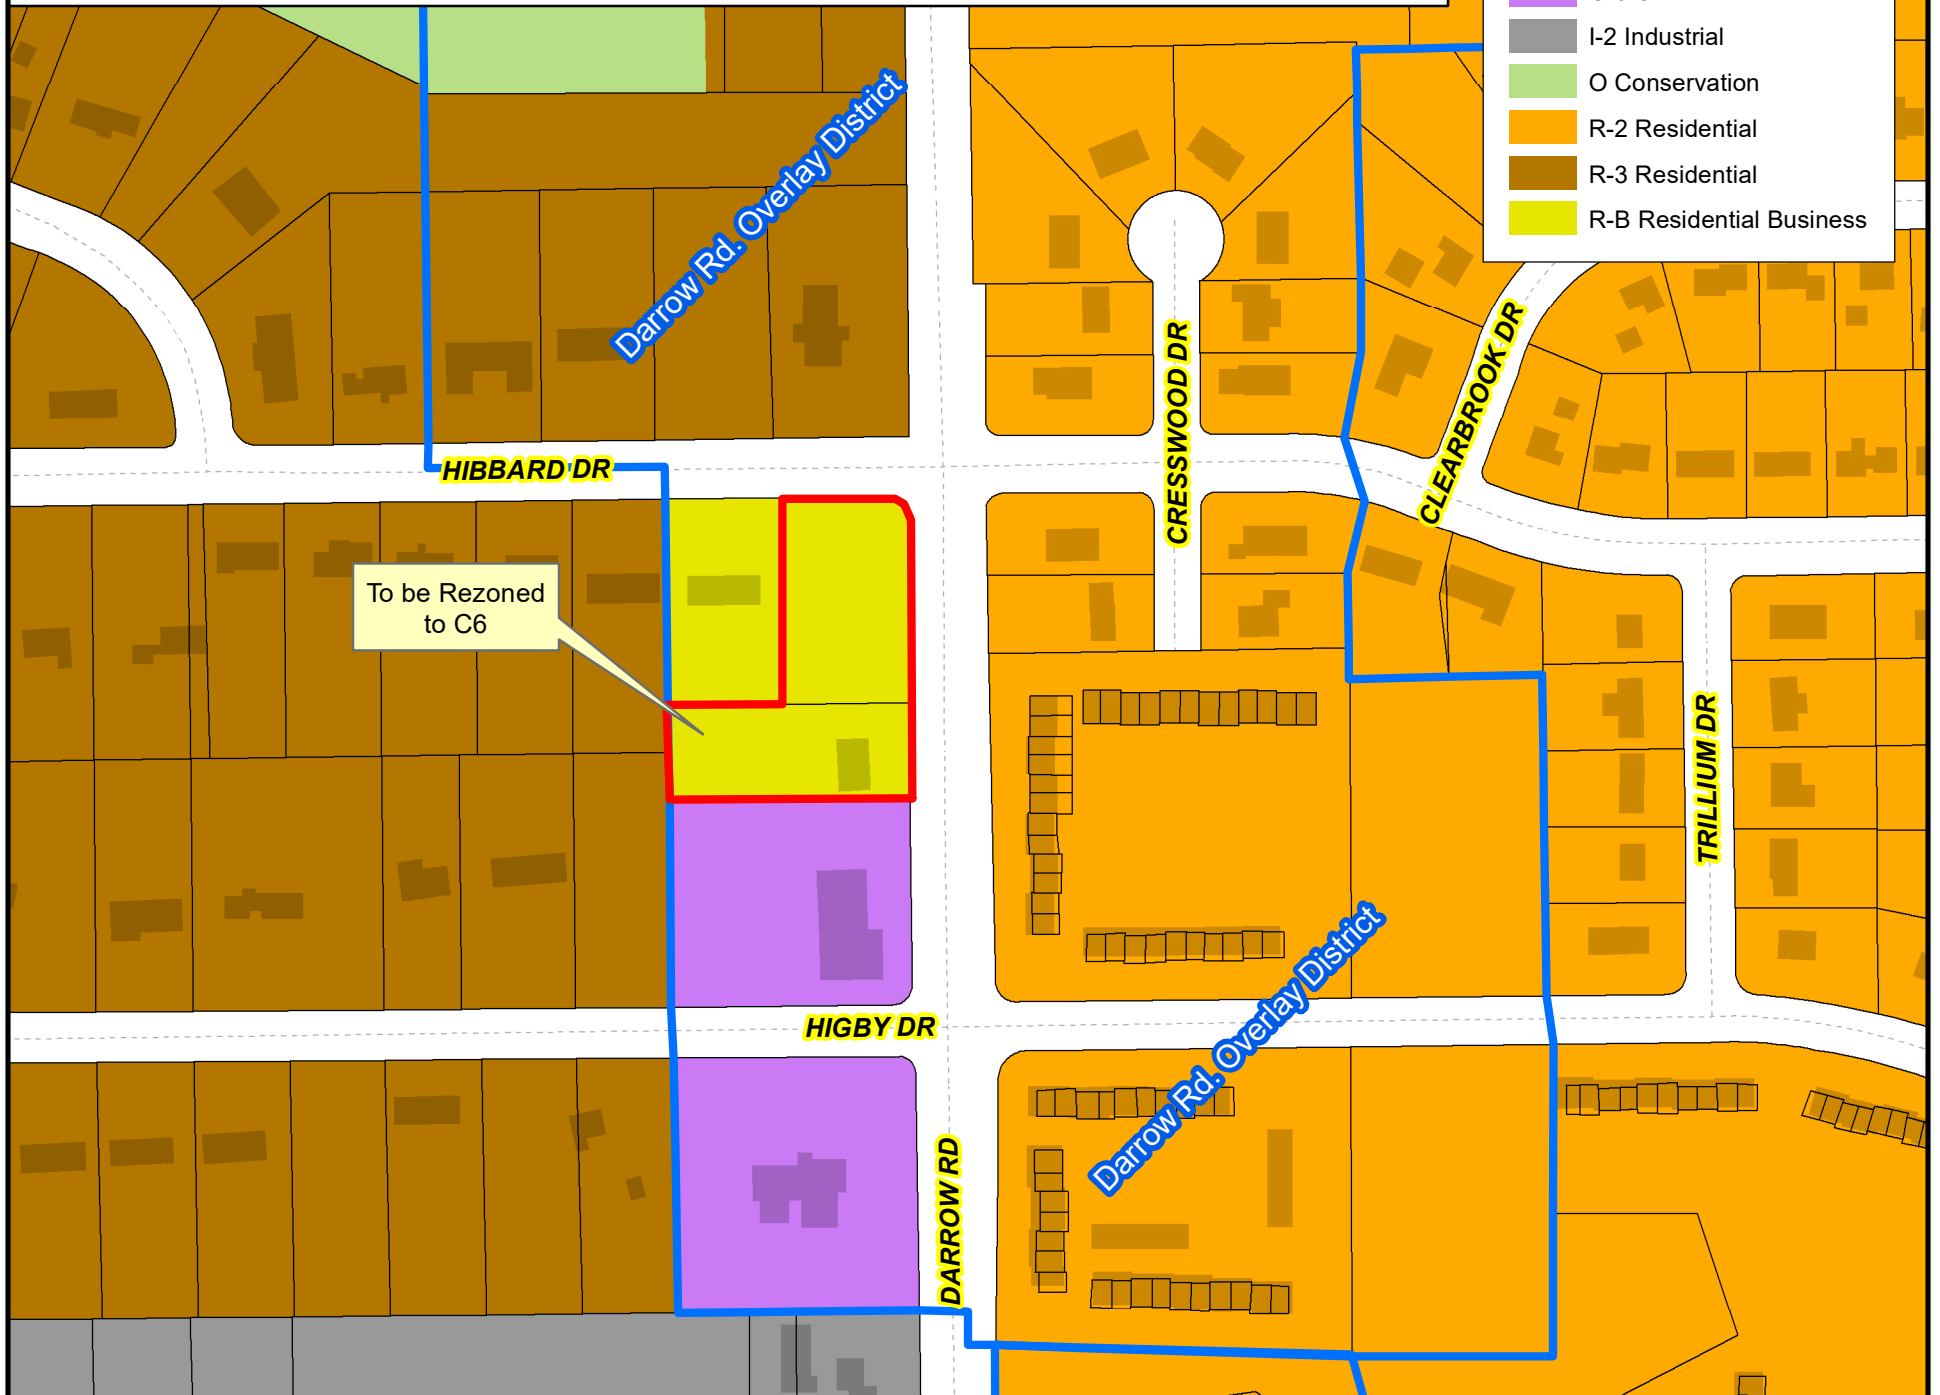 I-2 Industrial
O Conservation
R-2 Residential
R-3 Residential
R-B Residential Business
Darrow Rd. Overlay District
HIBBARD DR
CRESSWOOD DR
CLEARBROOK DR
To be Rezoned
to C6
TRILLIUM DR
Darrow Rd. Overlay District
HIGBY DR
DARROW RD